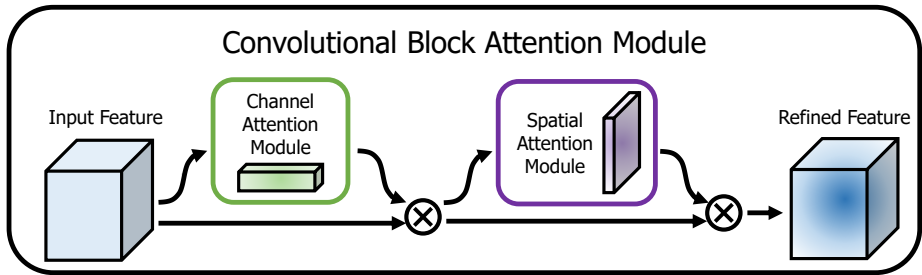 Convolutional Block Attention Module
Input Feature
Channel
Attention
Module
Spatial
Attention
Module
Refined Feature